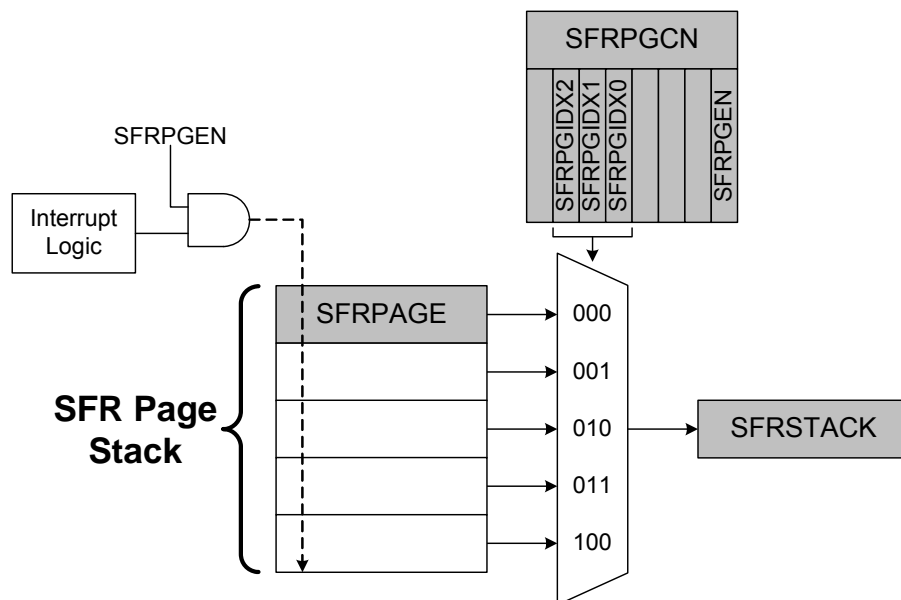 SFRPGCN
SFRPGIDX2
SFRPGIDX1
SFRPGIDX0
SFRPGEN
SFRPGEN
Interrupt
Logic
SFRPAGE
000
001
SFR Page
Stack
010
SFRSTACK
011
100